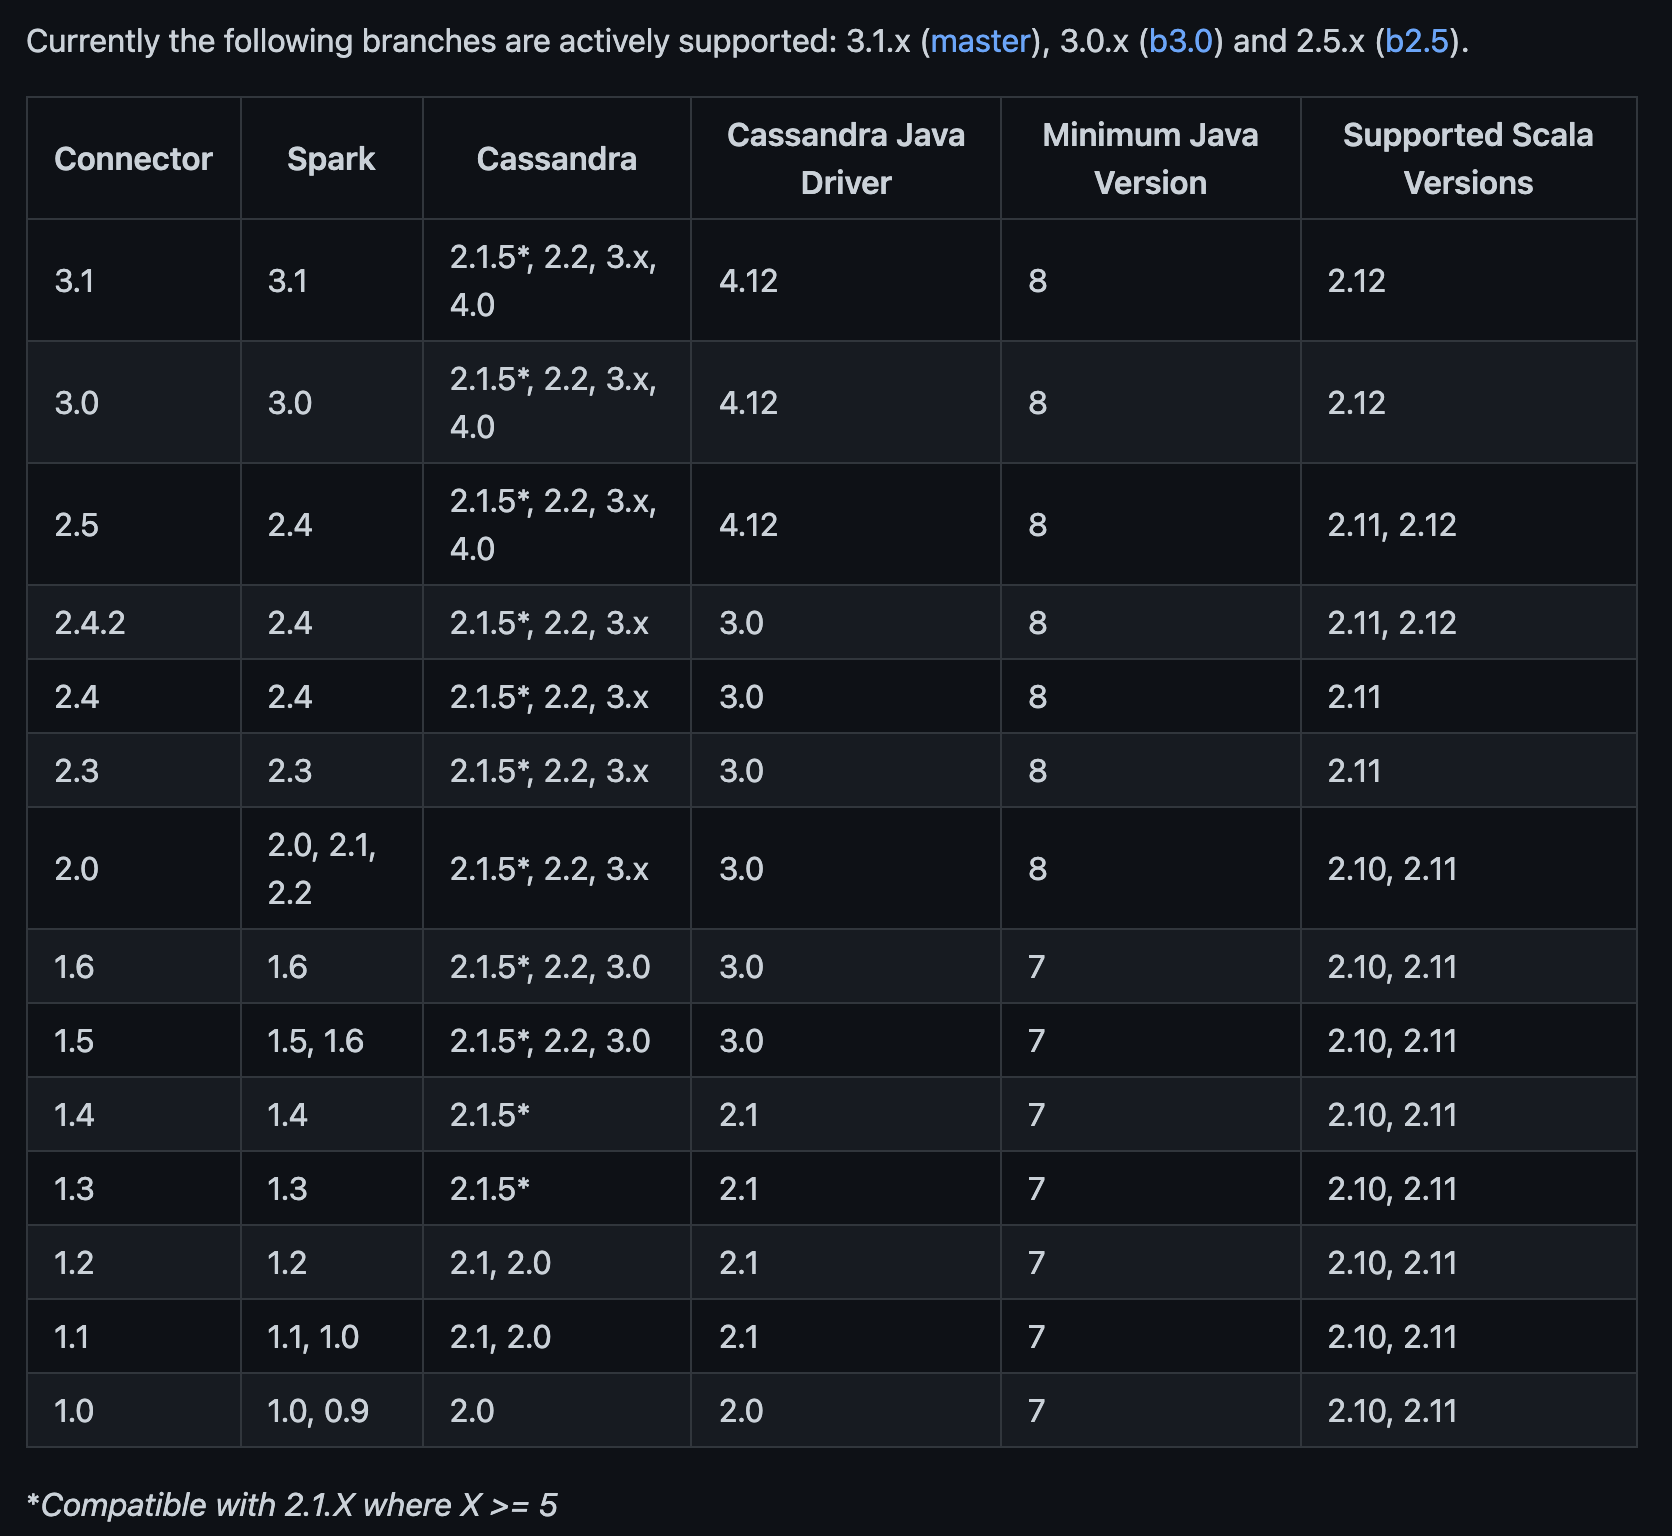 Currently the following branches are actively supported: 3.1.x (master), 3.0.x (b3.0) and 2.5.x (b2.5).
Connector Spark Cassandra Cassandra Java Driver Minimum Java Version Supported Scala Versions
3.1 3.1 2.1.5*, 2.2, 3.x, 4.0 4.12 8 2.12
3.0 3.0 2.1.5*, 2.2, 3.x, 4.0 4.12 8 2.12
2.5 2.4 2.1.5*, 2.2, 3.x, 4.0 4.12 8 2.11, 2.12
2.4.2 2.4 2.1.5*, 2.2, 3.x 3.0 8 2.11, 2.12
2.4 2.4 2.1.5*, 2.2, 3.x 3.0 8 2.11
2.3 2.3 2.1.5*, 2.2, 3.x 3.0 8 2.11
2.0 2.0, 2.1, 2.2 2.1.5*, 2.2, 3.x 3.0 8 2.10, 2.11
1.6 1.6 2.1.5*, 2.2, 3.0 3.0 7 2.10, 2.11
1.5 1.5, 1.6 2.1.5*, 2.2, 3.0 3.0 7 2.10, 2.11
1.4 1.4 2.1.5* 2.1 7 2.10, 2.11
1.3 1.3 2.1.5* 2.1 7 2.10, 2.11
1.2 1.2 2.1, 2.0 2.1 7 2.10, 2.11
1.1 1.1, 1.0 2.1, 2.0 2.1 7 2.10, 2.11
1.0 1.0, 0.9 2.0 2.0 7 2.10, 2.11
*Compatible with 2.1.X where X >= 5